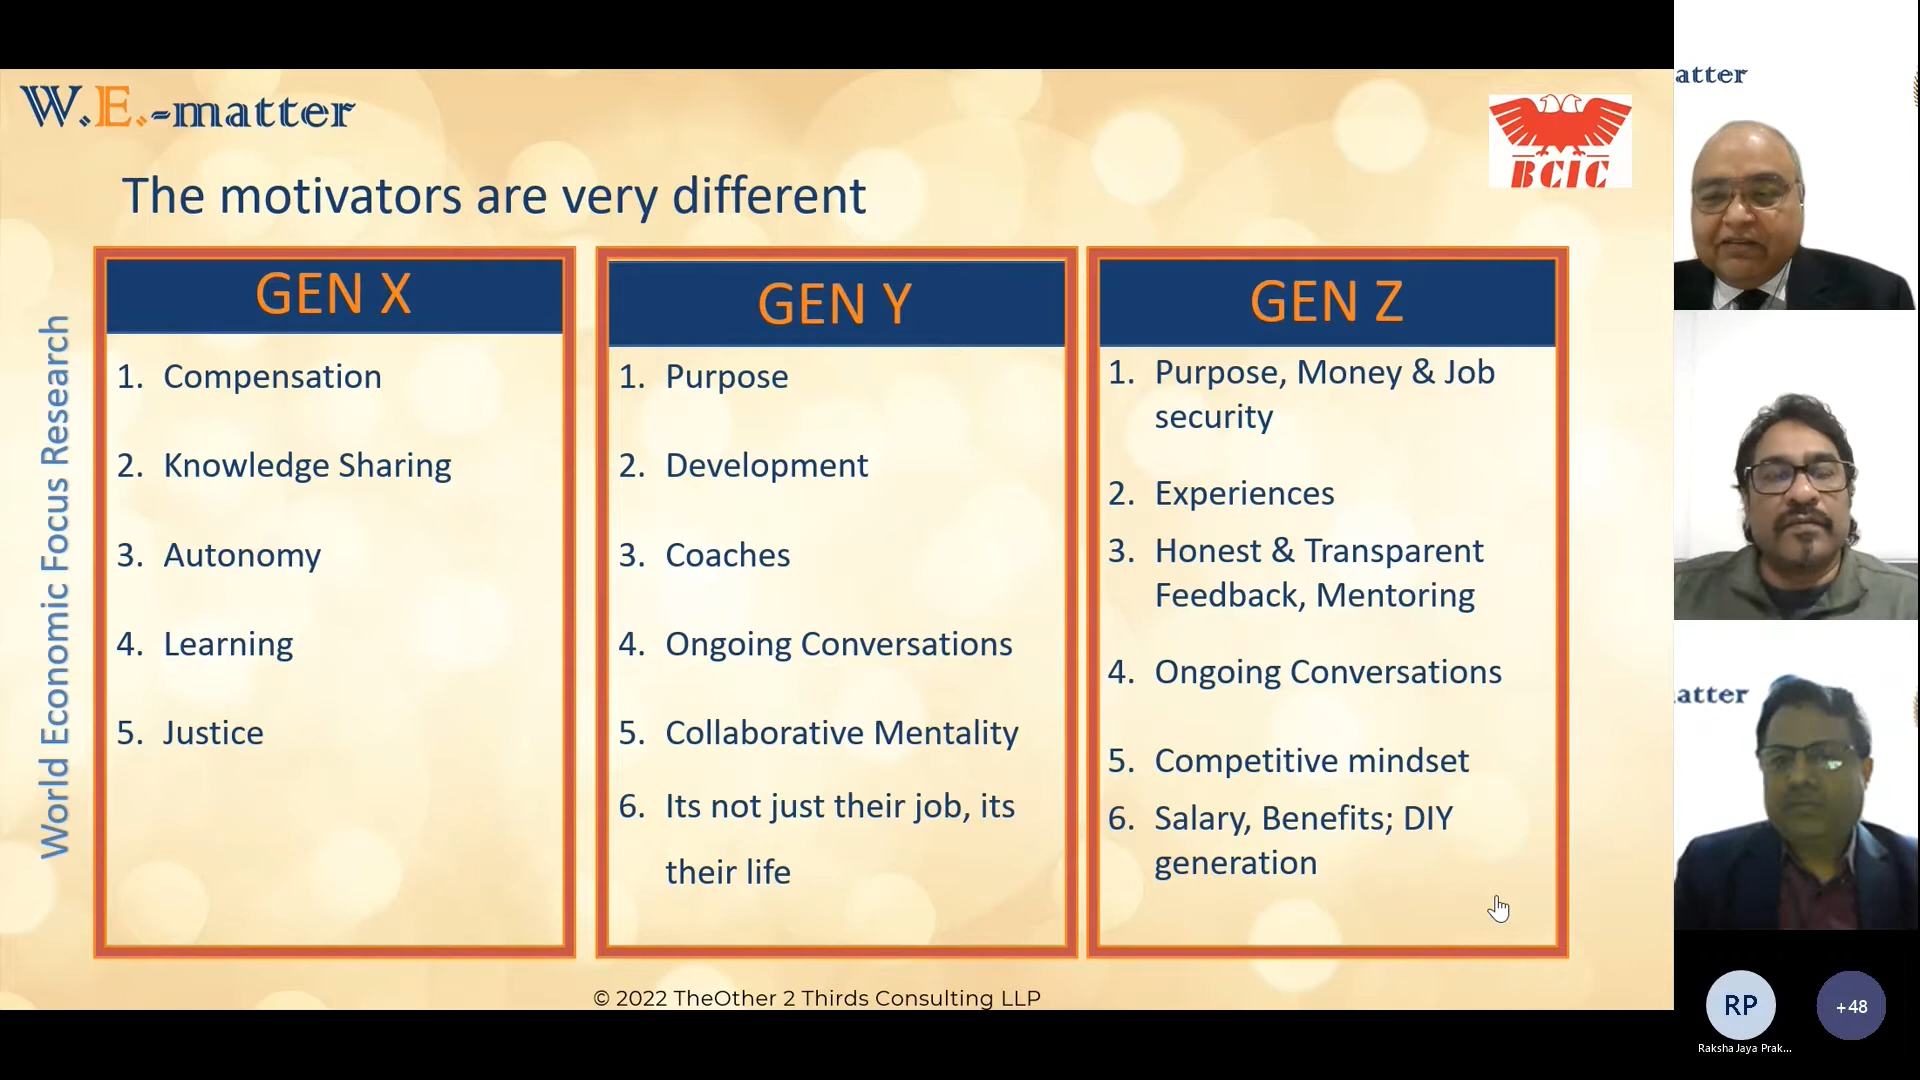 W.E.-matter
BCIC
The motivators are very different
World Economic Focus Research
GEN X
1. Compensation
2. Knowledge Sharing
3. Autonomy
4. Learning
5. Justice
GEN Y
1. Purpose
2. Development
3. Coaches
4. Ongoing Conversations
5. Collaborative Mentality
6. Its not just their job, its
their life
GEN Z
1. Purpose, Money & Job
security
2. Experiences
3. Honest & Transparent
Feedback, Mentoring
4. Ongoing Conversations
5. Competitive mindset
6. Salary, Benefits; DIY
generation
© 2022 TheOther 2 Thirds Consulting LLP
atter
atter
RP
+48
Raksha Jaya Prak...